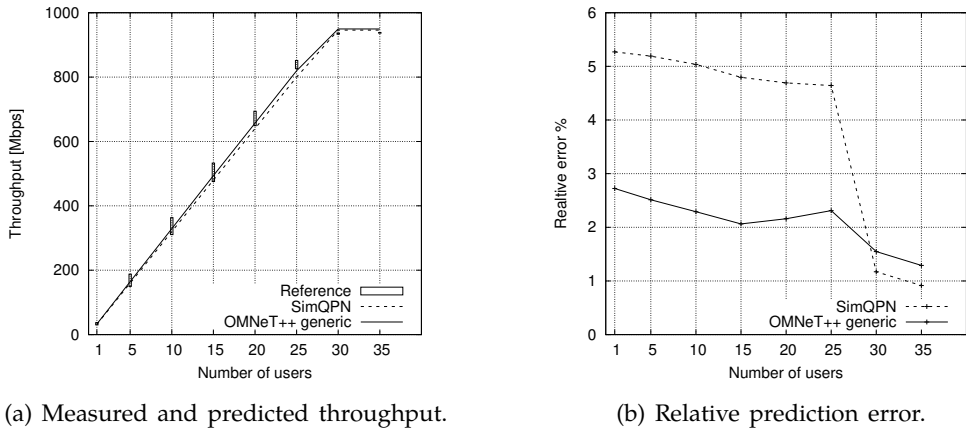 1000
800
600
400
200
0
Throughput [Mbps]
1 5 10 15 20 25 30 35
Number of users
Reference
SimQPN
OMNeT++ generic
(a) Measured and predicted throughput.
6
5
4
3
2
1
0
Realtive error %
1 5 10 15 20 25 30 35
Number of users
SimQPN
OMNeT++ generic
(b) Relative prediction error.